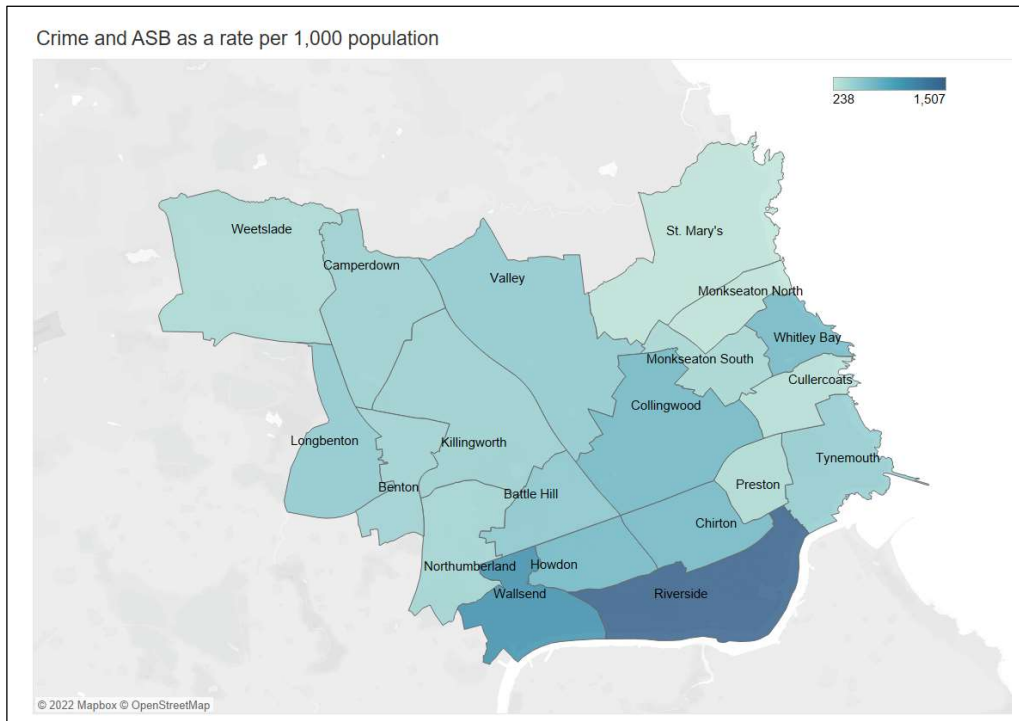 Crime and ASB as a rate per 1,000 population
238 1,507
St. Mary's
Weetslade
Camperdown
Valley
Monkseaton North
Whitley Bay
Monkseaton South
Cullercoats
Collingwood
Longbenton
Killingworth
Tynemouth
Preston
Benton
Battle Hill
Chirton
Northumberland
Howdon
Wallsend
Riverside
© 2022 Mapbox © OpenStreetMap